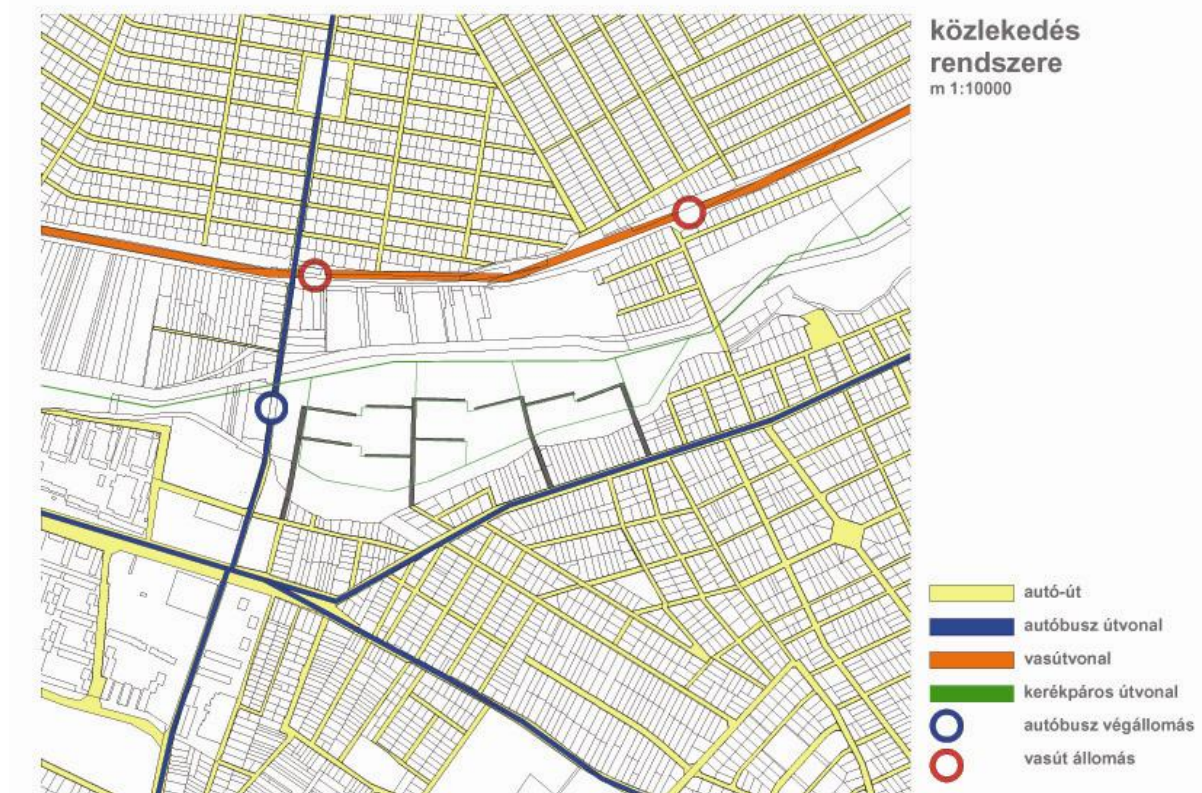 közlekedés
rendszere
m 1:10000
autó-út
autóbusz útvonal
vasútvonal
kerékpáros útvonal
autóbusz végállomás
vasút állomás